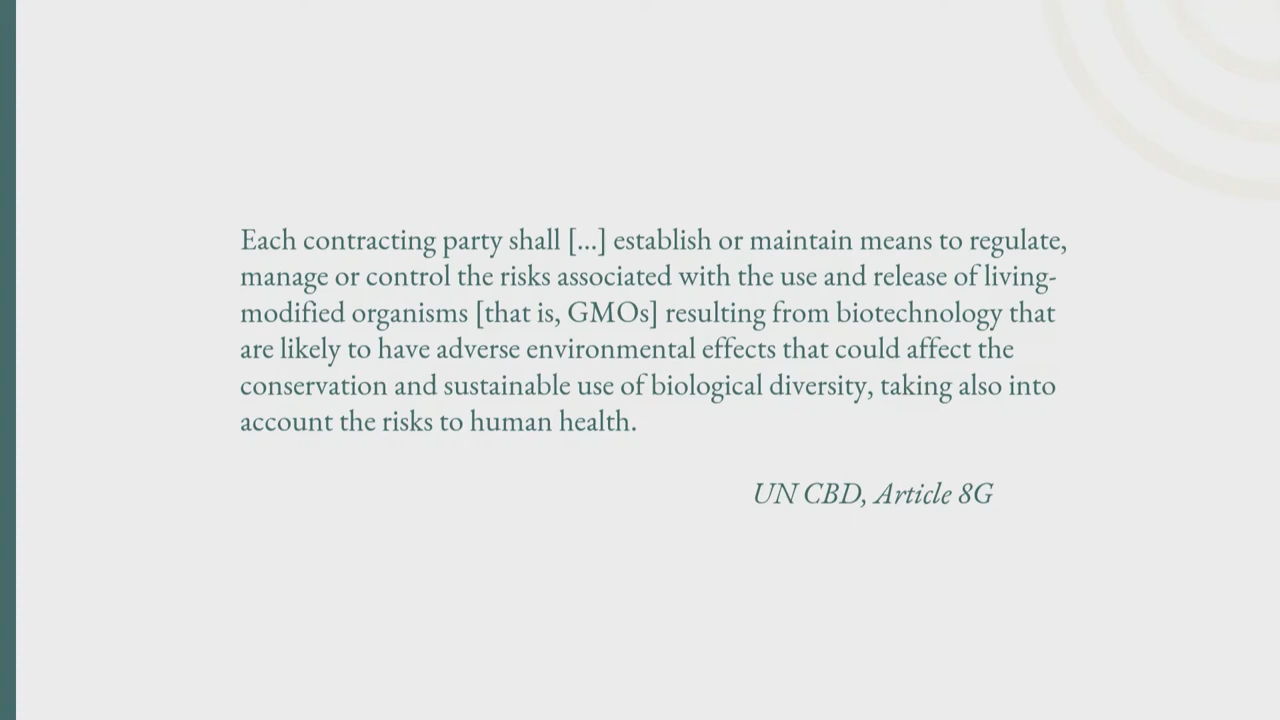 Each contracting party shall [...] establish or maintain means to regulate,
manage or control the risks associated with the use and release of living-
modified organisms [that is, GMOs] resulting from biotechnology that
are likely to have adverse environmental effects that could affect the
conservation and sustainable use of biological diversity, taking also into
account the risks to human health.
UN CBD, Article 8G